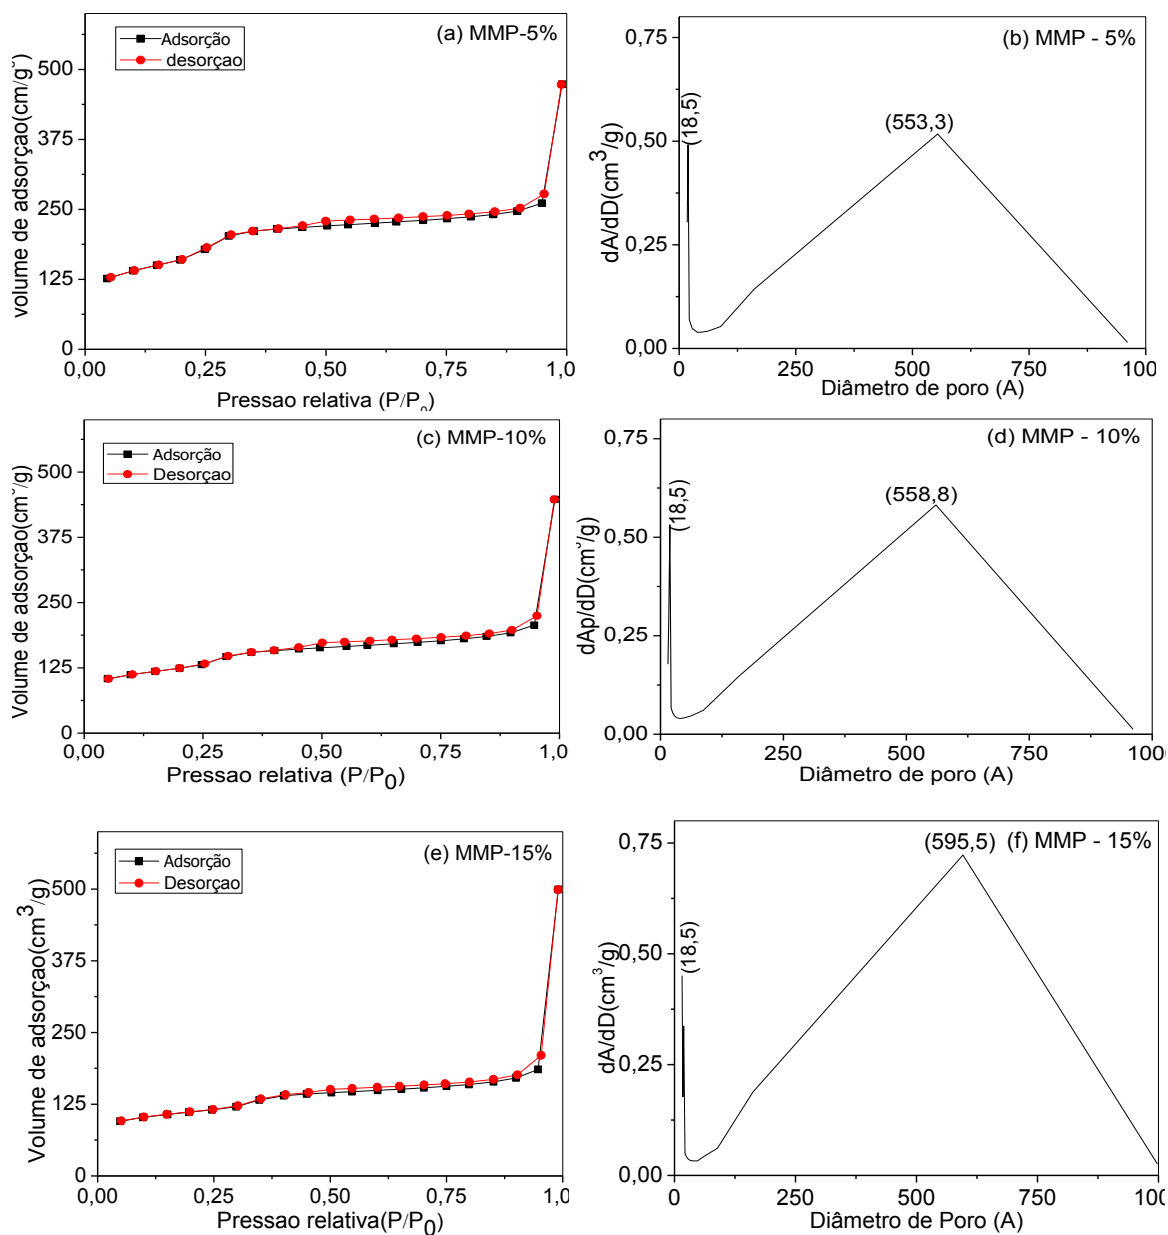 (a) MMP-5%
Adsorção
desorçao
500
375
250
125
0
volume de adsorçao(cm/g³)
0,00
0,25
0,50
0,75
1,0
Pressao relativa (P/P₀)
(b) MMP - 5%
0,75
0,50
0,25
0,00
dA/dD(cm³/g)
(18,5)
(553,3)
0
250
500
750
100
Diâmetro de poro (A)
(c) MMP-10%
Adsorção
Desorçao
500
375
250
125
0
Volume de adsorçao(cm³/g)
0,00
0,25
0,50
0,75
1,0
Pressao relativa (P/P₀)
(d) MMP - 10%
0,75
0,50
0,25
0,00
dAp/dD(cm³/g)
(18,5)
(558,8)
0
250
500
750
100
Diâmetro de poro (A)
(e) MMP-15%
Adsorção
Desorçao
500
375
250
125
0
Volume de adsorçao(cm³/g)
0,00
0,25
0,50
0,75
1,0
Pressao relativa(P/P₀)
(595,5)
(f) MMP - 15%
0,75
0,50
0,25
0,00
dA/dD(cm³/g)
(18,5)
0
250
500
750
100
Diâmetro de Poro (A)